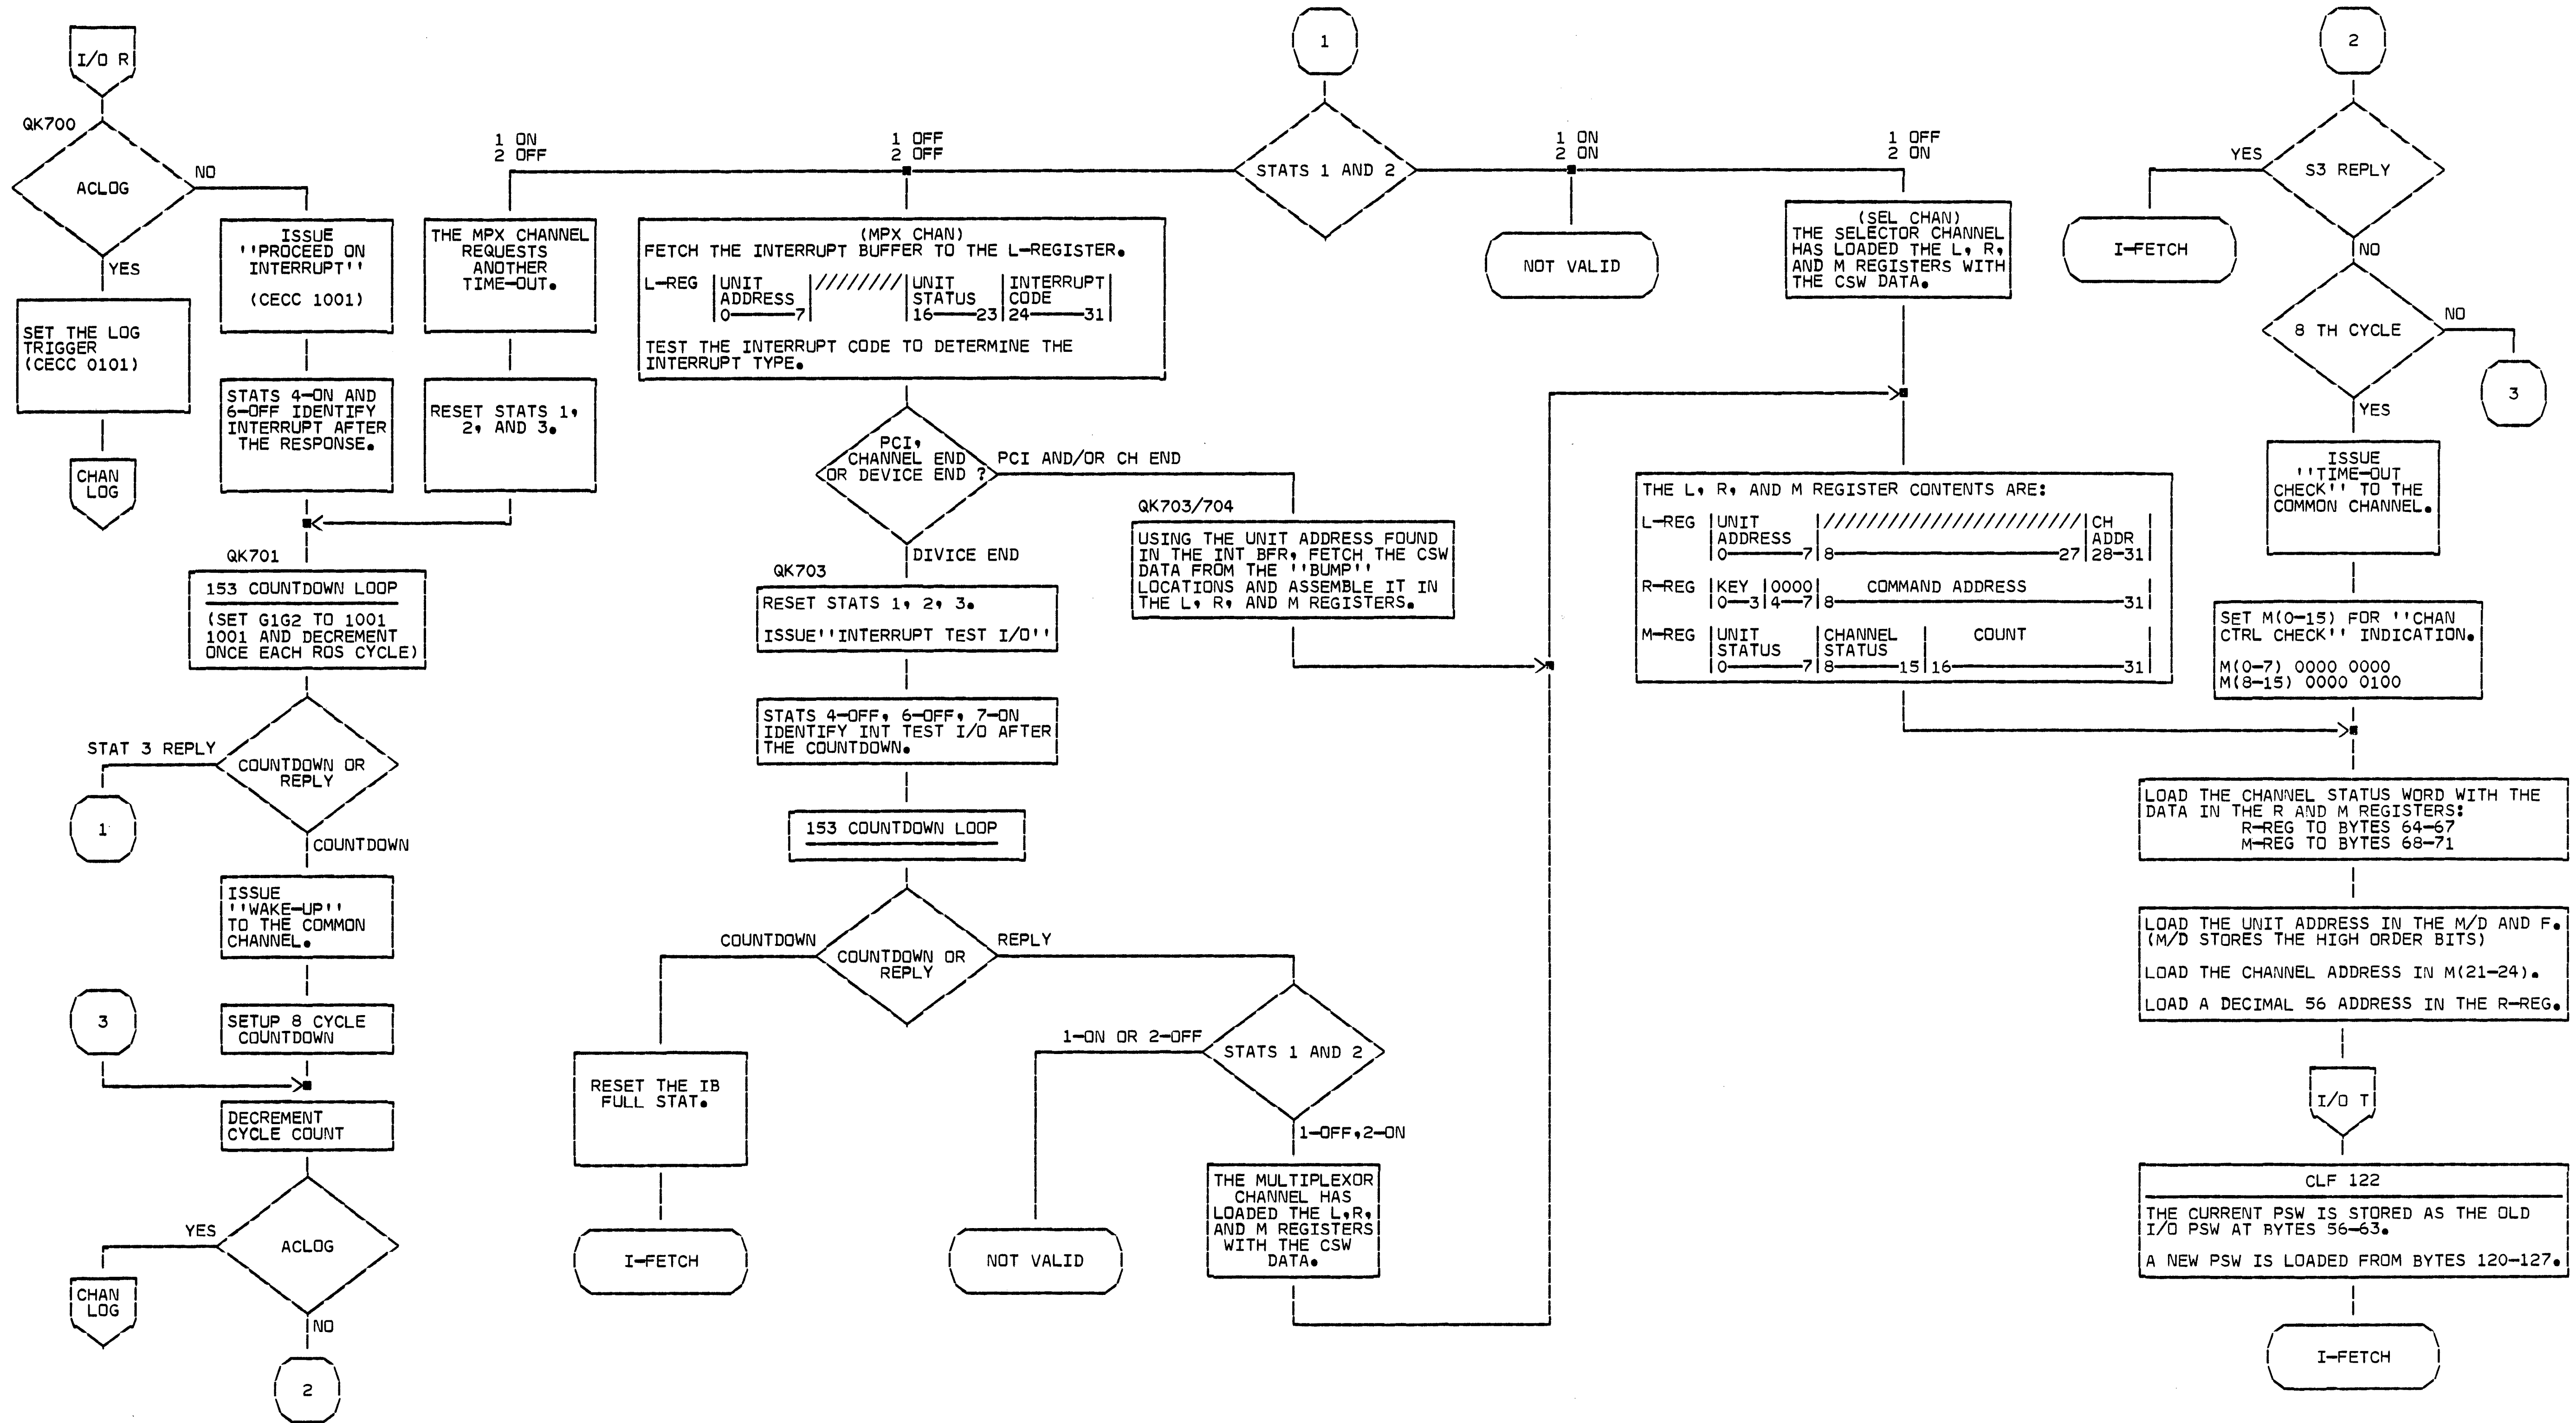 I/O R
QK700
ACLOG
NO
YES
SET THE LOG
TRIGGER
(CECC 0101)
CHAN
LOG
ISSUE
''PROCEED ON
INTERRUPT''
(CECC 1001)
STATS 4-ON AND
6-OFF IDENTIFY
INTERRUPT AFTER
THE RESPONSE.
1 ON
2 OFF
THE MPX CHANNEL
REQUESTS
ANOTHER
TIME-OUT.
RESET STATS 1,
2, AND 3.
QK701
153 COUNTDOWN LOOP
(SET G1G2 TO 1001
1001 AND DECREMENT
ONCE EACH ROS CYCLE)
STAT 3 REPLY
COUNTDOWN OR
REPLY
1
COUNTDOWN
ISSUE
''WAKE-UP''
TO THE COMMON
CHANNEL.
3
SETUP 8 CYCLE
COUNTDOWN
DECREMENT
CYCLE COUNT
YES
ACLOG
CHAN
LOG
NO
2
1
STATS 1 AND 2
1 OFF
2 OFF
(MPX CHAN)
FETCH THE INTERRUPT BUFFER TO THE L-REGISTER.
L-REG |UNIT ADDRESS 0-7|////////|UNIT STATUS 16-23|INTERRUPT CODE 24-31|
TEST THE INTERRUPT CODE TO DETERMINE THE
INTERRUPT TYPE.
PCI,
CHANNEL END
OR DEVICE END ?
PCI AND/OR CH END
DIVICE END
QK703
RESET STATS 1, 2, 3.
ISSUE''INTERRUPT TEST I/O''
STATS 4-OFF, 6-OFF, 7-ON
IDENTIFY INT TEST I/O AFTER
THE COUNTDOWN.
153 COUNTDOWN LOOP
COUNTDOWN
COUNTDOWN OR
REPLY
REPLY
RESET THE IB
FULL STAT.
I-FETCH
1-ON OR 2-OFF
STATS 1 AND 2
NOT VALID
1-OFF,2-ON
THE MULTIPLEXOR
CHANNEL HAS
LOADED THE L,R,
AND M REGISTERS
WITH THE CSW
DATA.
QK703/704
USING THE UNIT ADDRESS FOUND
IN THE INT BFR, FETCH THE CSW
DATA FROM THE ''BUMP''
LOCATIONS AND ASSEMBLE IT IN
THE L, R, AND M REGISTERS.
1 ON
2 ON
NOT VALID
1 OFF
2 ON
(SEL CHAN)
THE SELECTOR CHANNEL
HAS LOADED THE L, R,
AND M REGISTERS WITH
THE CSW DATA.
THE L, R, AND M REGISTER CONTENTS ARE:
L-REG |UNIT ADDRESS 0-7|//////////////////////// 8-27|CH ADDR 28-31|
R-REG |KEY 0-3|0000 4-7|COMMAND ADDRESS 8-31|
M-REG |UNIT STATUS 0-7|CHANNEL STATUS 8-15|COUNT 16-31|
2
YES
S3 REPLY
I-FETCH
NO
8 TH CYCLE
NO
3
YES
ISSUE
''TIME-OUT
CHECK'' TO THE
COMMON CHANNEL.
SET M(0-15) FOR ''CHAN
CTRL CHECK'' INDICATION.
M(0-7) 0000 0000
M(8-15) 0000 0100
LOAD THE CHANNEL STATUS WORD WITH THE
DATA IN THE R AND M REGISTERS:
R-REG TO BYTES 64-67
M-REG TO BYTES 68-71
LOAD THE UNIT ADDRESS IN THE M/D AND F.
(M/D STORES THE HIGH ORDER BITS)
LOAD THE CHANNEL ADDRESS IN M(21-24).
LOAD A DECIMAL 56 ADDRESS IN THE R-REG.
I/O T
CLF 122
THE CURRENT PSW IS STORED AS THE OLD
I/O PSW AT BYTES 56-63.
A NEW PSW IS LOADED FROM BYTES 120-127.
I-FETCH